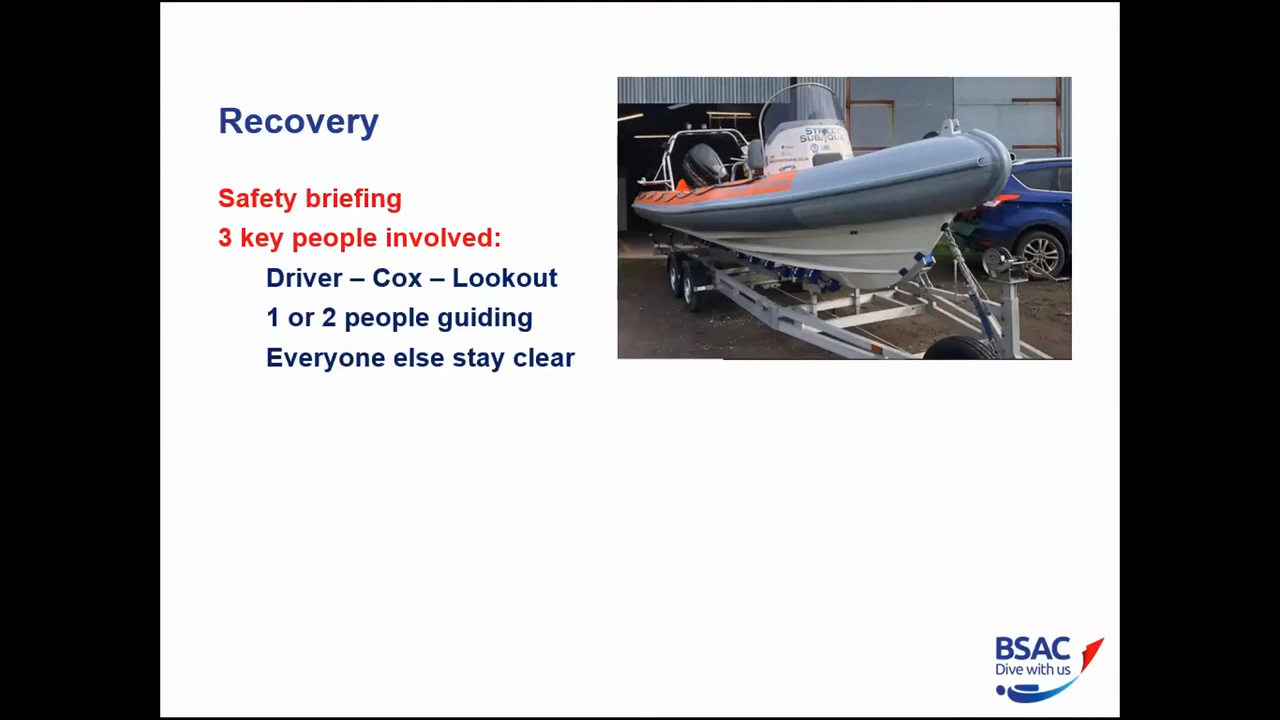 Recovery
Safety briefing
3 key people involved:
Driver – Cox – Lookout
1 or 2 people guiding
Everyone else stay clear
STREET
BSAC
Dive with us